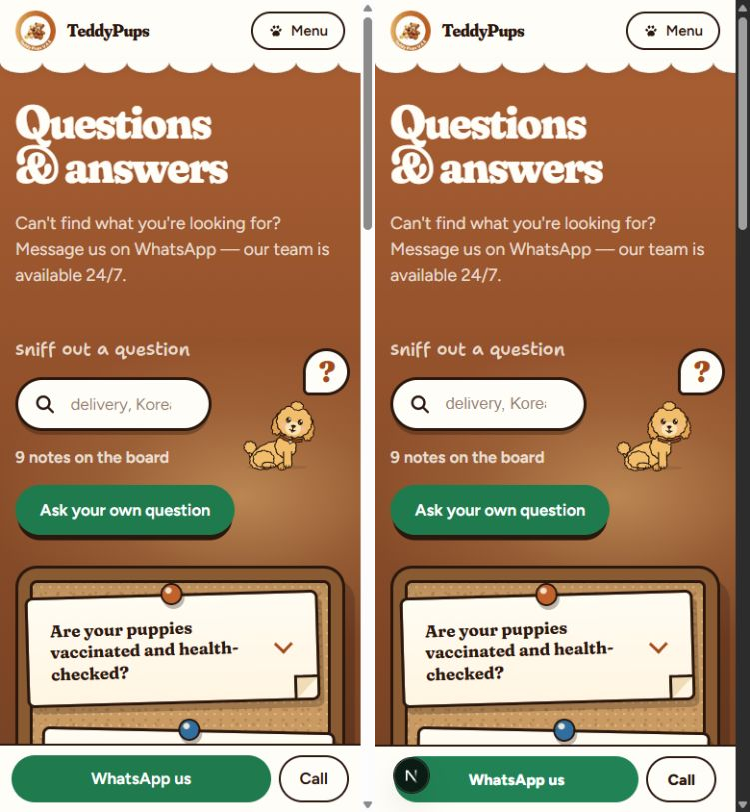 TeddyPups
Menu
Questions
& answers
Can't find what you're looking for?
Message us on WhatsApp — our team is
available 24/7.
sniff out a question
?
delivery, Korea
9 notes on the board
Ask your own question
Are your puppies
vaccinated and health-
checked?
WhatsApp us
Call
TeddyPups
Menu
Questions
& answers
Can't find what you're looking for?
Message us on WhatsApp — our team is
available 24/7.
sniff out a question
?
delivery, Korea
9 notes on the board
Ask your own question
Are your puppies
vaccinated and health-
checked?
N
WhatsApp us
Call